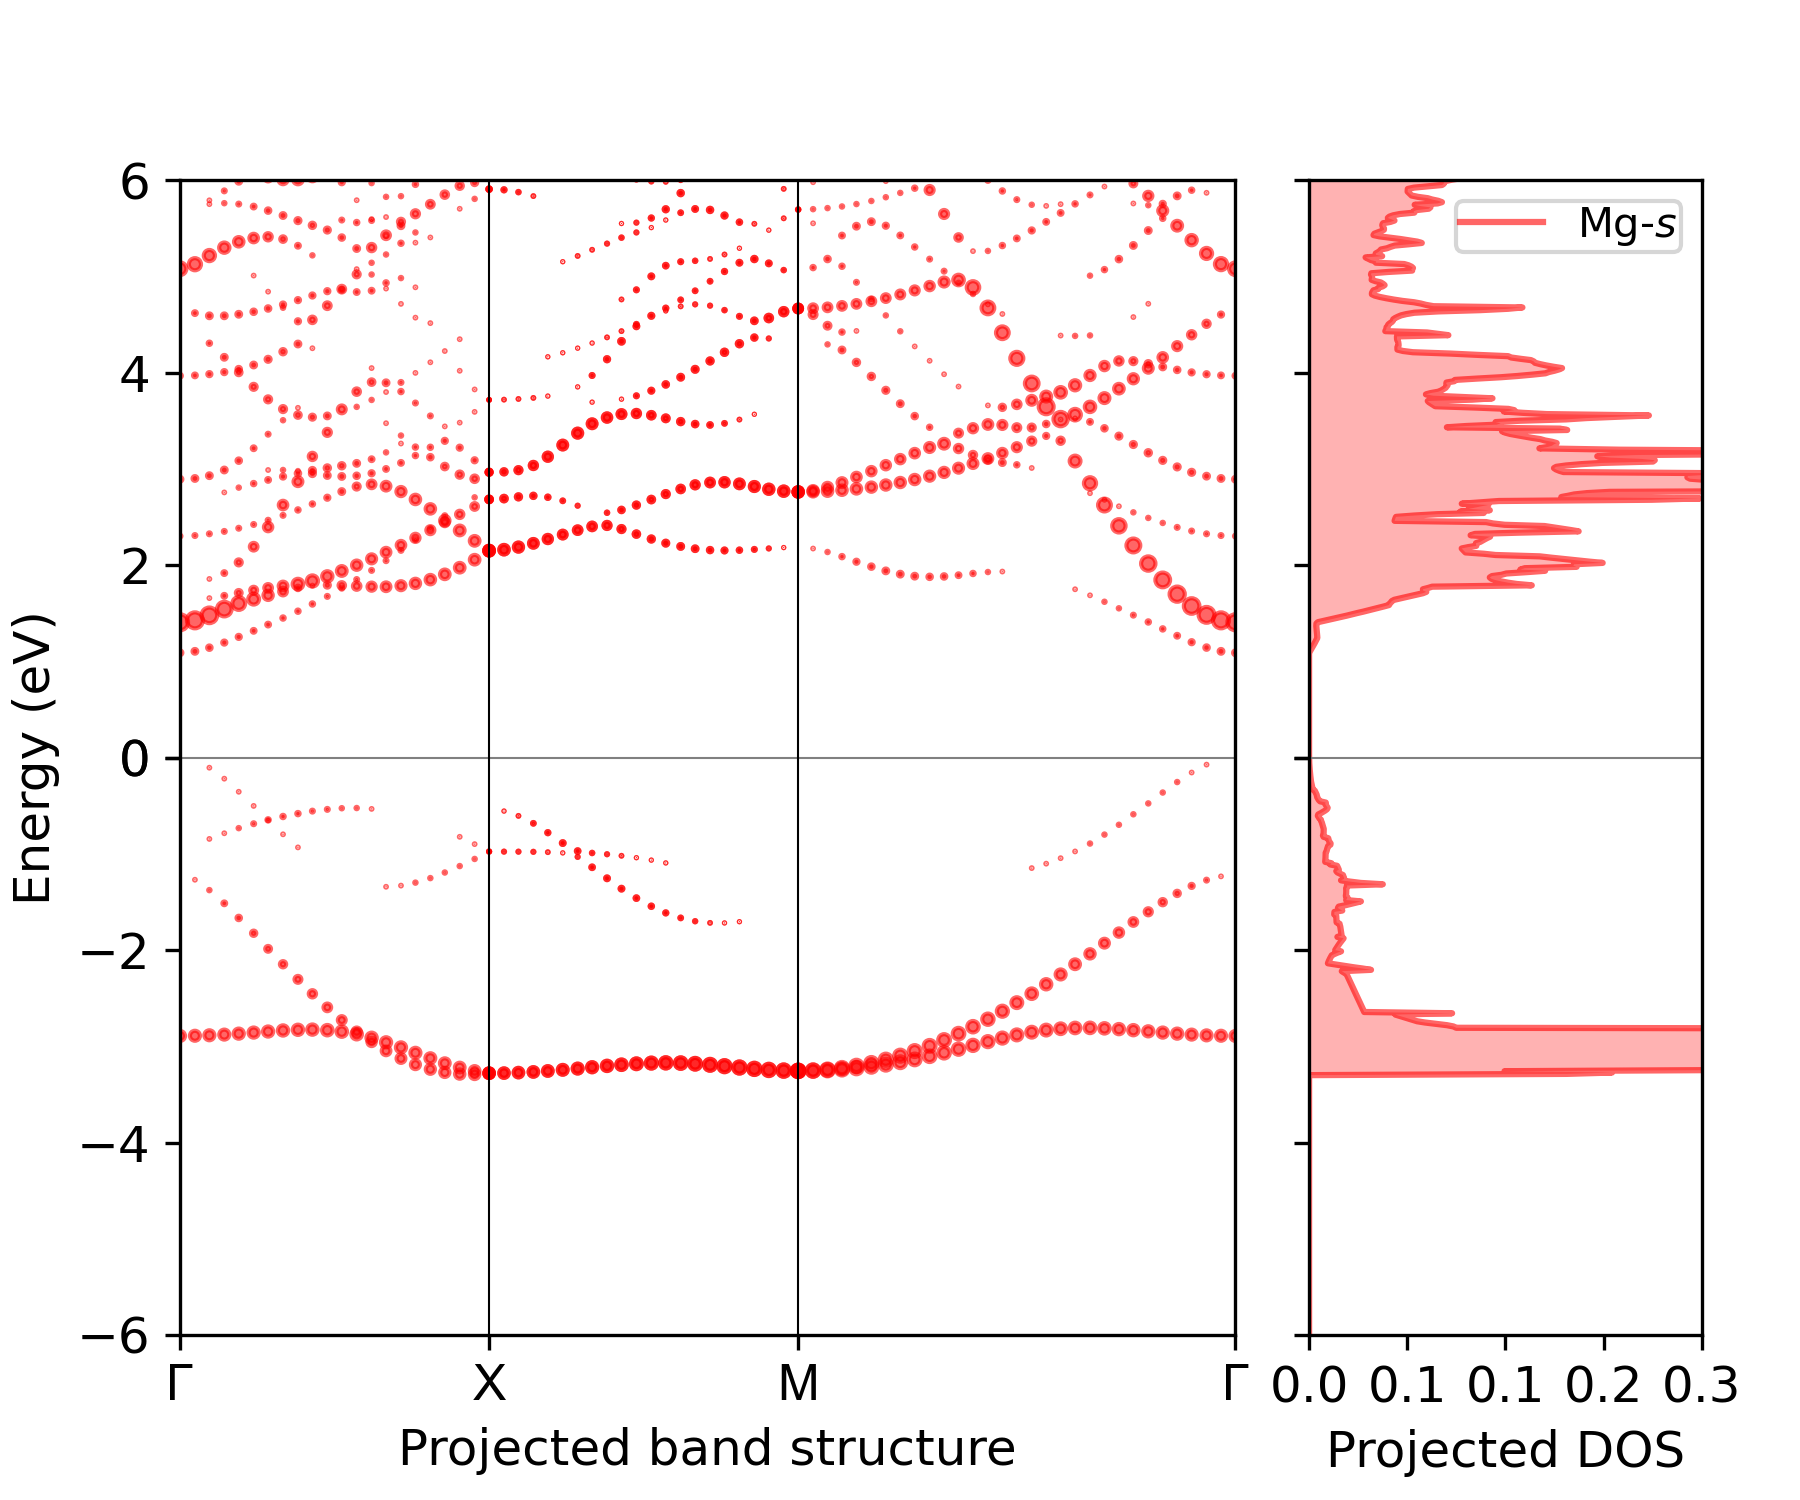 6
4
2
0
−2
−4
−6
Energy (eV)
Γ X M Γ
Projected band structure
Mg-s
0.0 0.1 0.1 0.2 0.3
Projected DOS